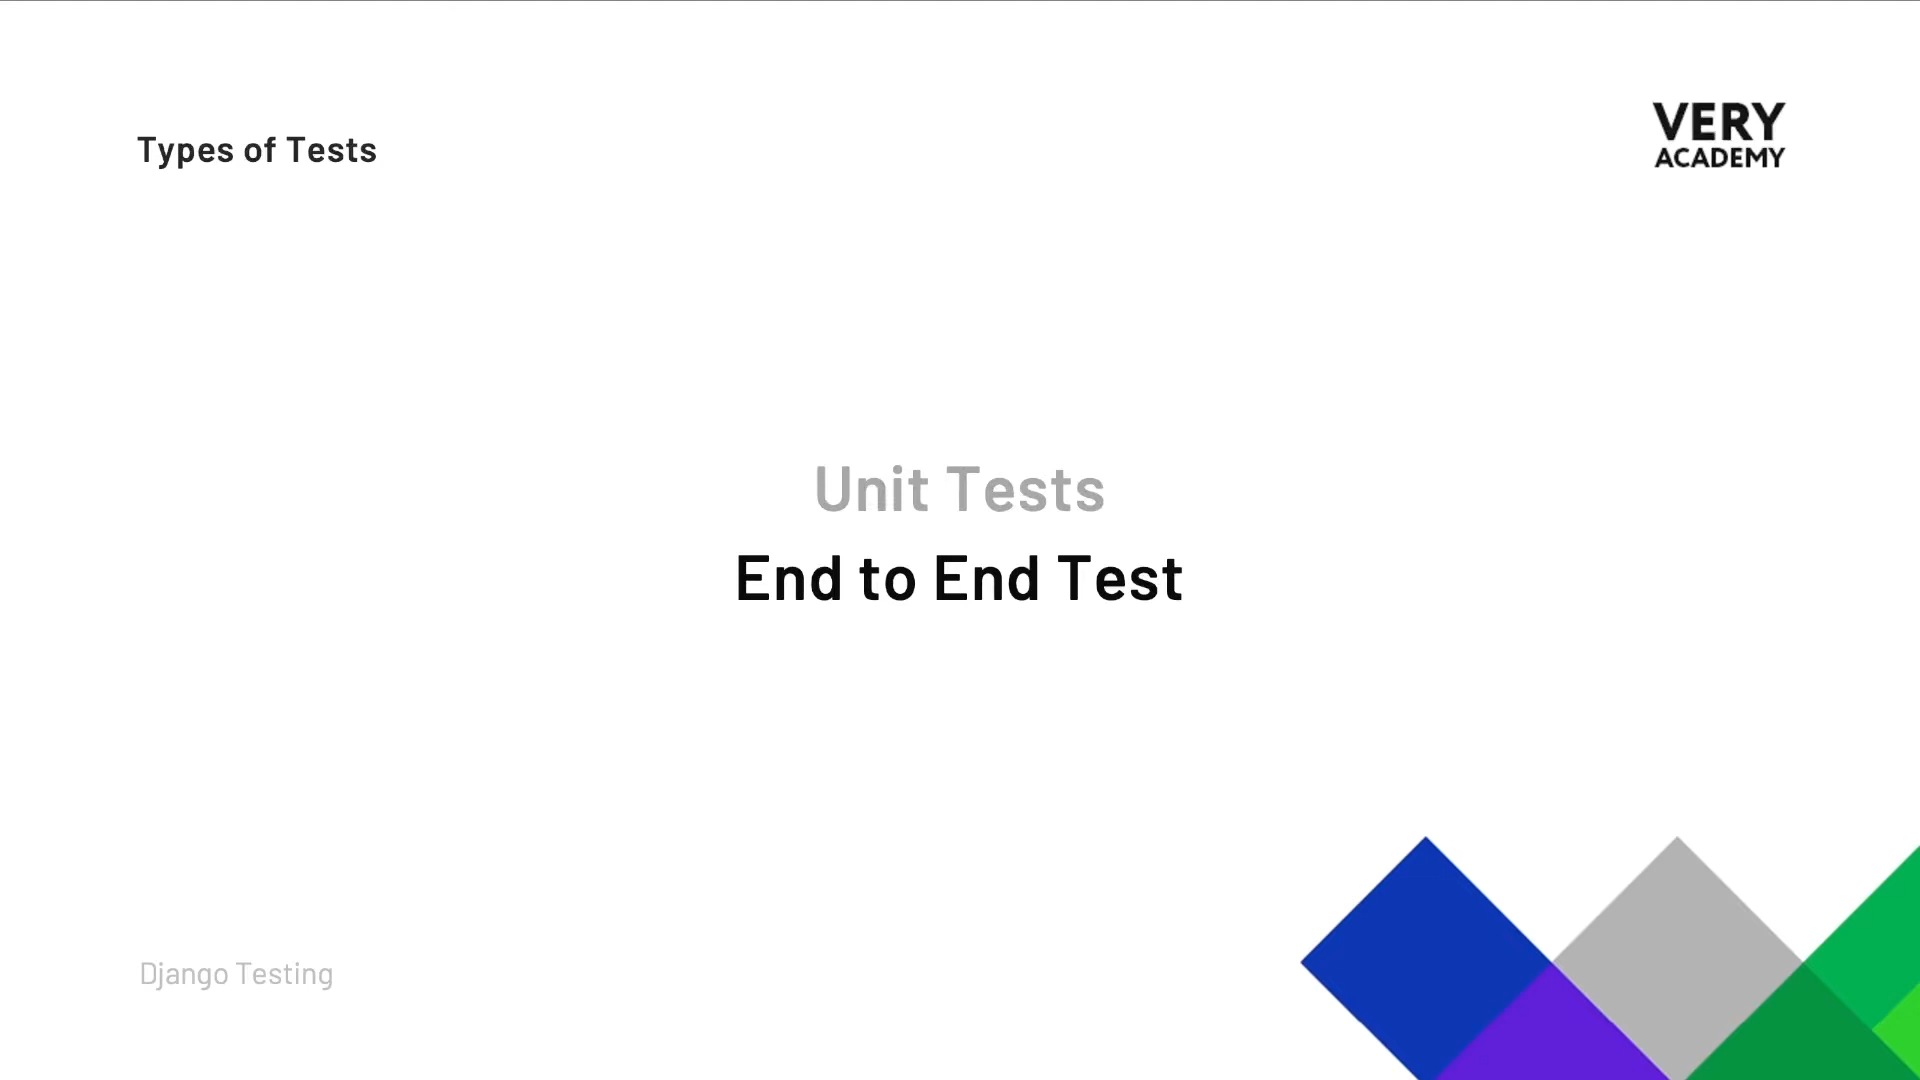 Types of Tests
VERY
ACADEMY
Unit Tests
End to End Test
Django Testing